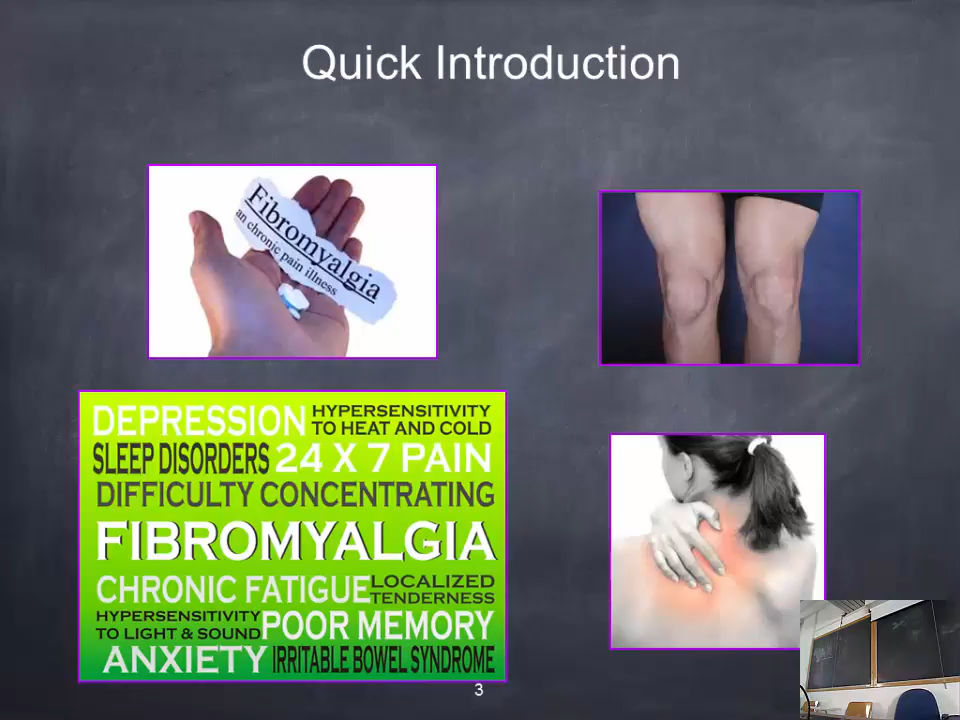 Quick Introduction
Fibromyalgia
an chronic pain illness
DEPRESSION HYPERSENSITIVITY TO HEAT AND COLD
SLEEP DISORDERS 24 X 7 PAIN
DIFFICULTY CONCENTRATING
FIBROMYALGIA
CHRONIC FATIGUE LOCALIZED TENDERNESS
HYPERSENSITIVITY TO LIGHT & SOUND POOR MEMORY
ANXIETY IRRITABLE BOWEL SYNDROME
3